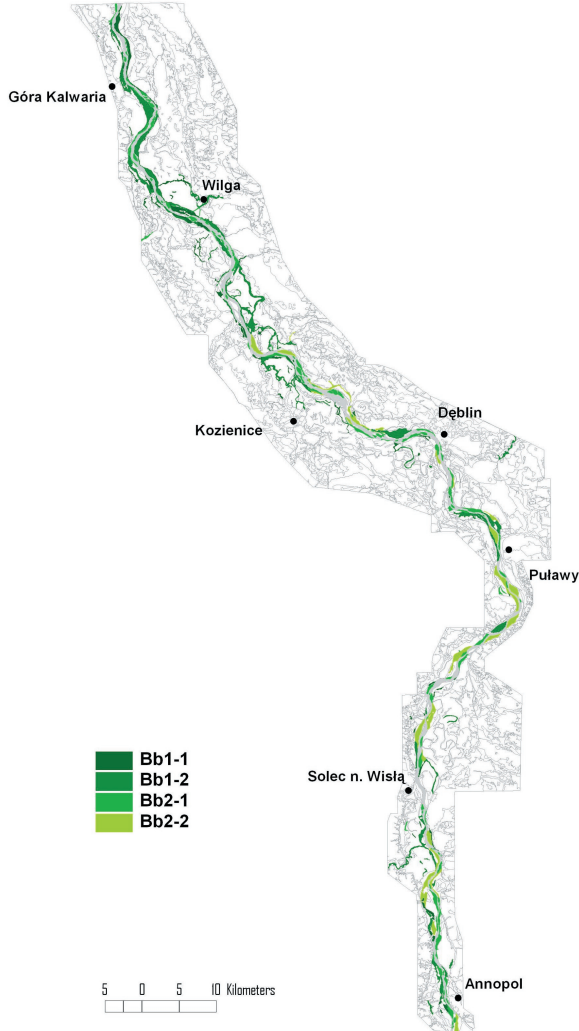 Góra Kalwaria
Wilga
Dęblin
Kozienice
Puławy
Bb1-1
Bb1-2
Bb2-1
Bb2-2
Solec n. Wisłą
Annopol
5 0 5 10 Kilometers